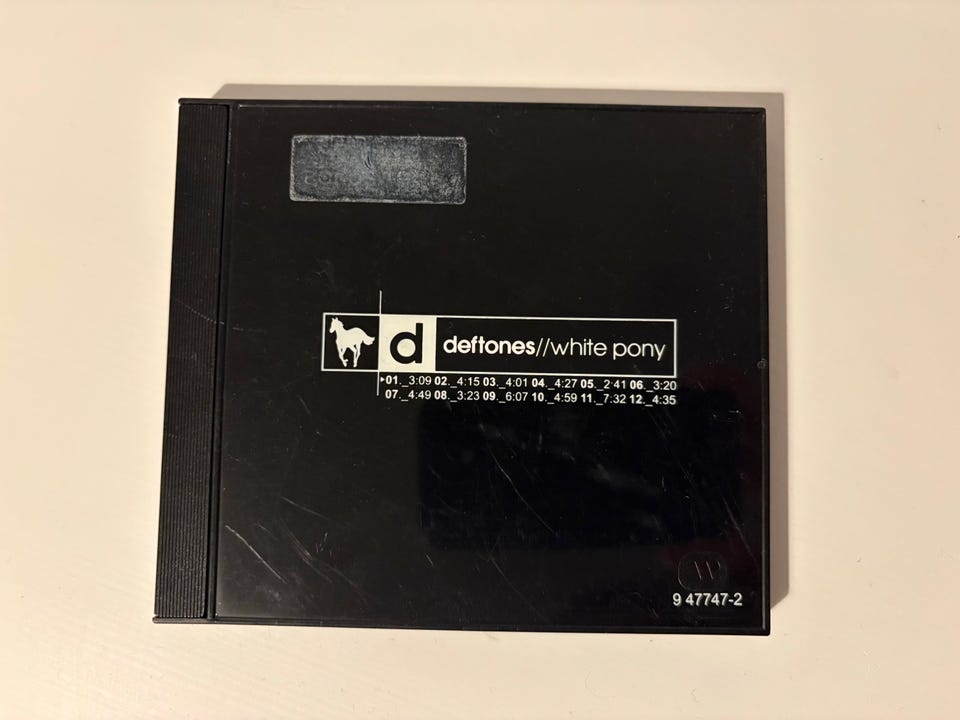 d deftones//white pony
▸01._3:09 02._4:15 03._4:01 04._4:27 05._2:41 06._3:20
07._4:49 08._3:23 09._6:07 10._4:59 11._7:32 12._4:35
W
9 47747-2